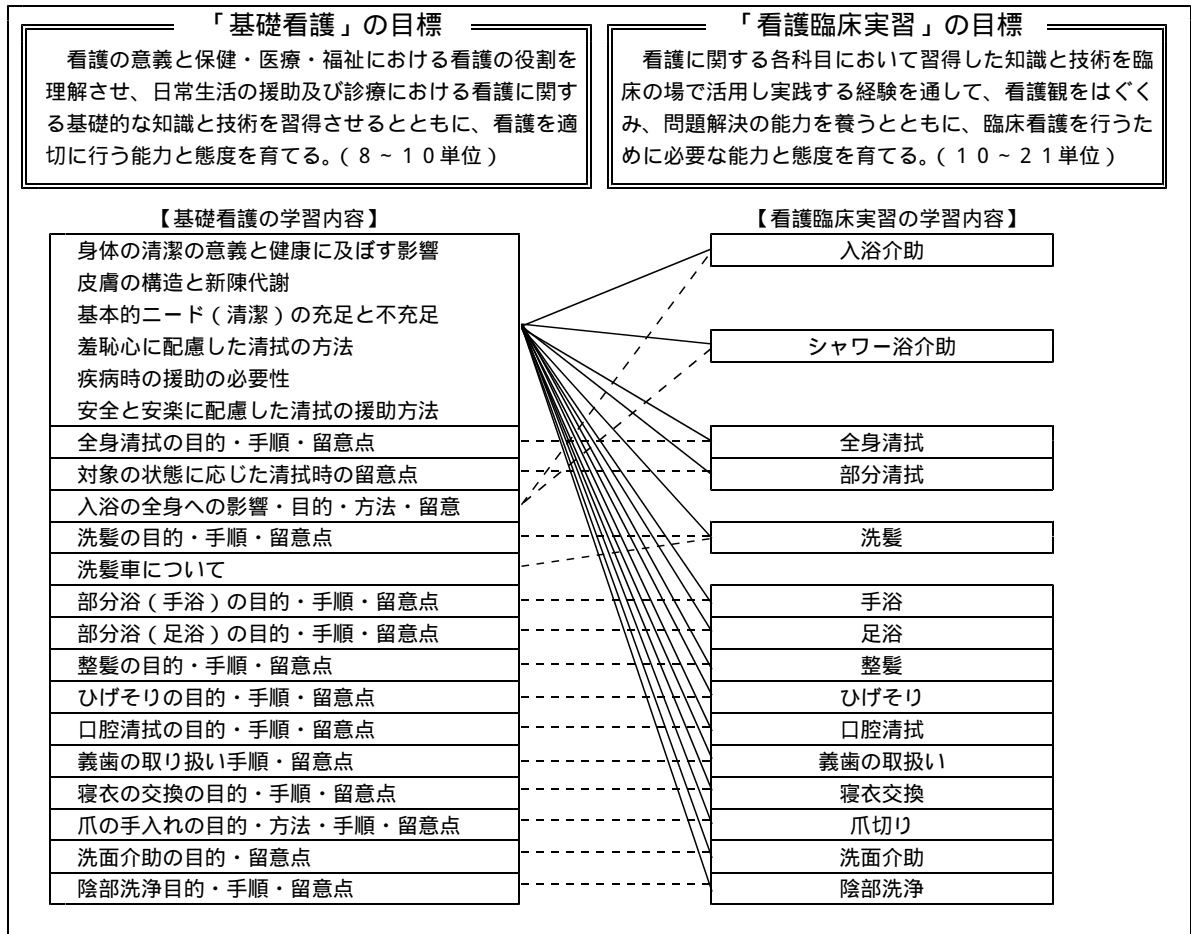 「基礎看護」の目標
看護の意義と保健・医療・福祉における看護の役割を
理解させ、日常生活の援助及び診療における看護に関す
る基礎的な知識と技術を習得させるとともに、看護を適
切に行う能力と態度を育てる。(8~10単位)
「看護臨床実習」の目標
看護に関する各科目において習得した知識と技術を臨
床の場で活用し実践する経験を通して、看護観をはぐく
み、問題解決の能力を養うとともに、臨床看護を行うた
めに必要な能力と態度を育てる。(10~21単位)
【基礎看護の学習内容】
身体の清潔の意義と健康に及ぼす影響
皮膚の構造と新陳代謝
基本的ニード(清潔)の充足と不充足
羞恥心に配慮した清拭の方法
疾病時の援助の必要性
安全と安楽に配慮した清拭の援助方法
全身清拭の目的・手順・留意点
対象の状態に応じた清拭時の留意点
入浴の全身への影響・目的・方法・留意
洗髪の目的・手順・留意点
洗髪車について
部分浴(手浴)の目的・手順・留意点
部分浴(足浴)の目的・手順・留意点
整髪の目的・手順・留意点
ひげそりの目的・手順・留意点
口腔清拭の目的・手順・留意点
義歯の取り扱い手順・留意点
寝衣の交換の目的・手順・留意点
爪の手入れの目的・方法・手順・留意点
洗面介助の目的・留意点
陰部洗浄目的・手順・留意点
【看護臨床実習の学習内容】
入浴介助
シャワー浴介助
全身清拭
部分清拭
洗髪
手浴
足浴
整髪
ひげそり
口腔清拭
義歯の取扱い
寝衣交換
爪切り
洗面介助
陰部洗浄